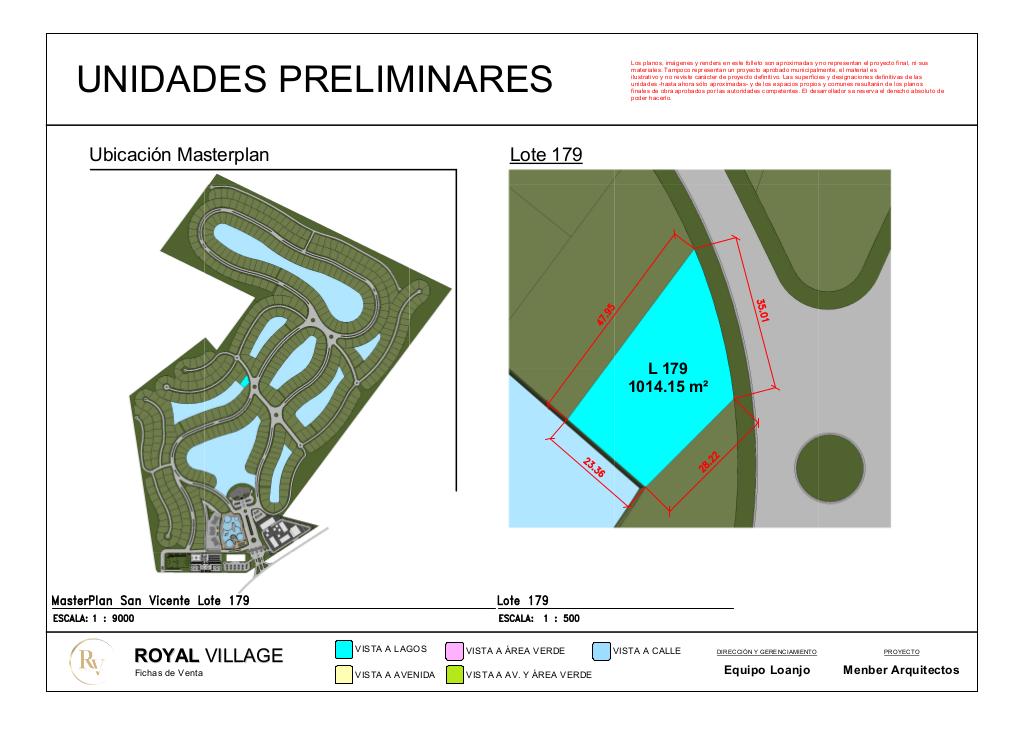 UNIDADES PRELIMINARES
Los planos, imágenes y renders en este folleto son aproximadas y no representan el proyecto final, ni sus
materiales. Tampoco representan un proyecto aprobado municipalmente, el material es
ilustrativo y no reviste carácter de proyecto definitivo. Las superficies y designaciones definitivas de las
unidades -hasta ahora sólo aproximadas- y de los espacios propios y comunes resultarán de los planos
finales de obra aprobados por las autoridades competentes. El desarrollador se reserva el derecho absoluto de
poder hacerlo.
Ubicación Masterplan
Lote 179
47.95
35.01
L 179
1014.15 m²
23.36
28.22
MasterPlan San Vicente Lote 179
ESCALA: 1 : 9000
Lote 179
ESCALA: 1 : 500
RV
ROYAL VILLAGE
Fichas de Venta
VISTA A LAGOS
VISTA A ÁREA VERDE
VISTA A CALLE
VISTA A AVENIDA
VISTA A AV. Y ÁREA VERDE
DIRECCIÓN Y GERENCIAMIENTO
Equipo Loanjo
PROYECTO
Menber Arquitectos